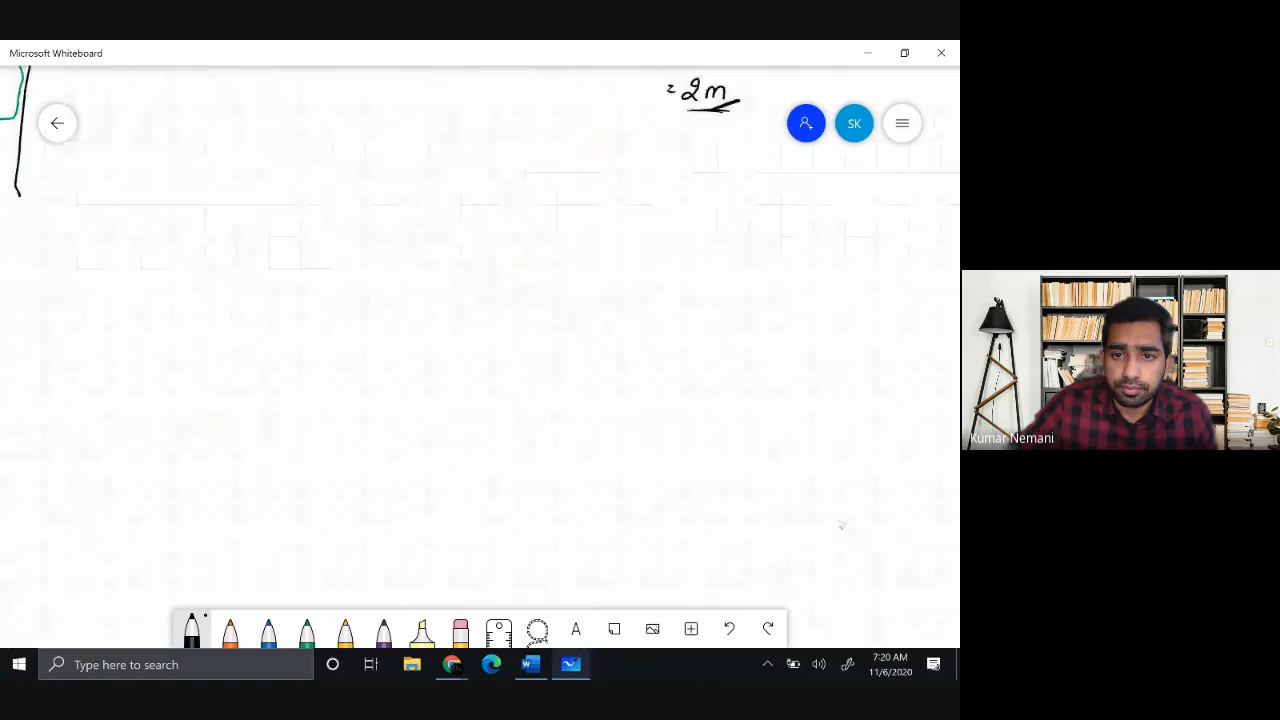 Microsoft Whiteboard
= 2m
SK
Kumar Nemani
A
Type here to search
7:20 AM
11/6/2020